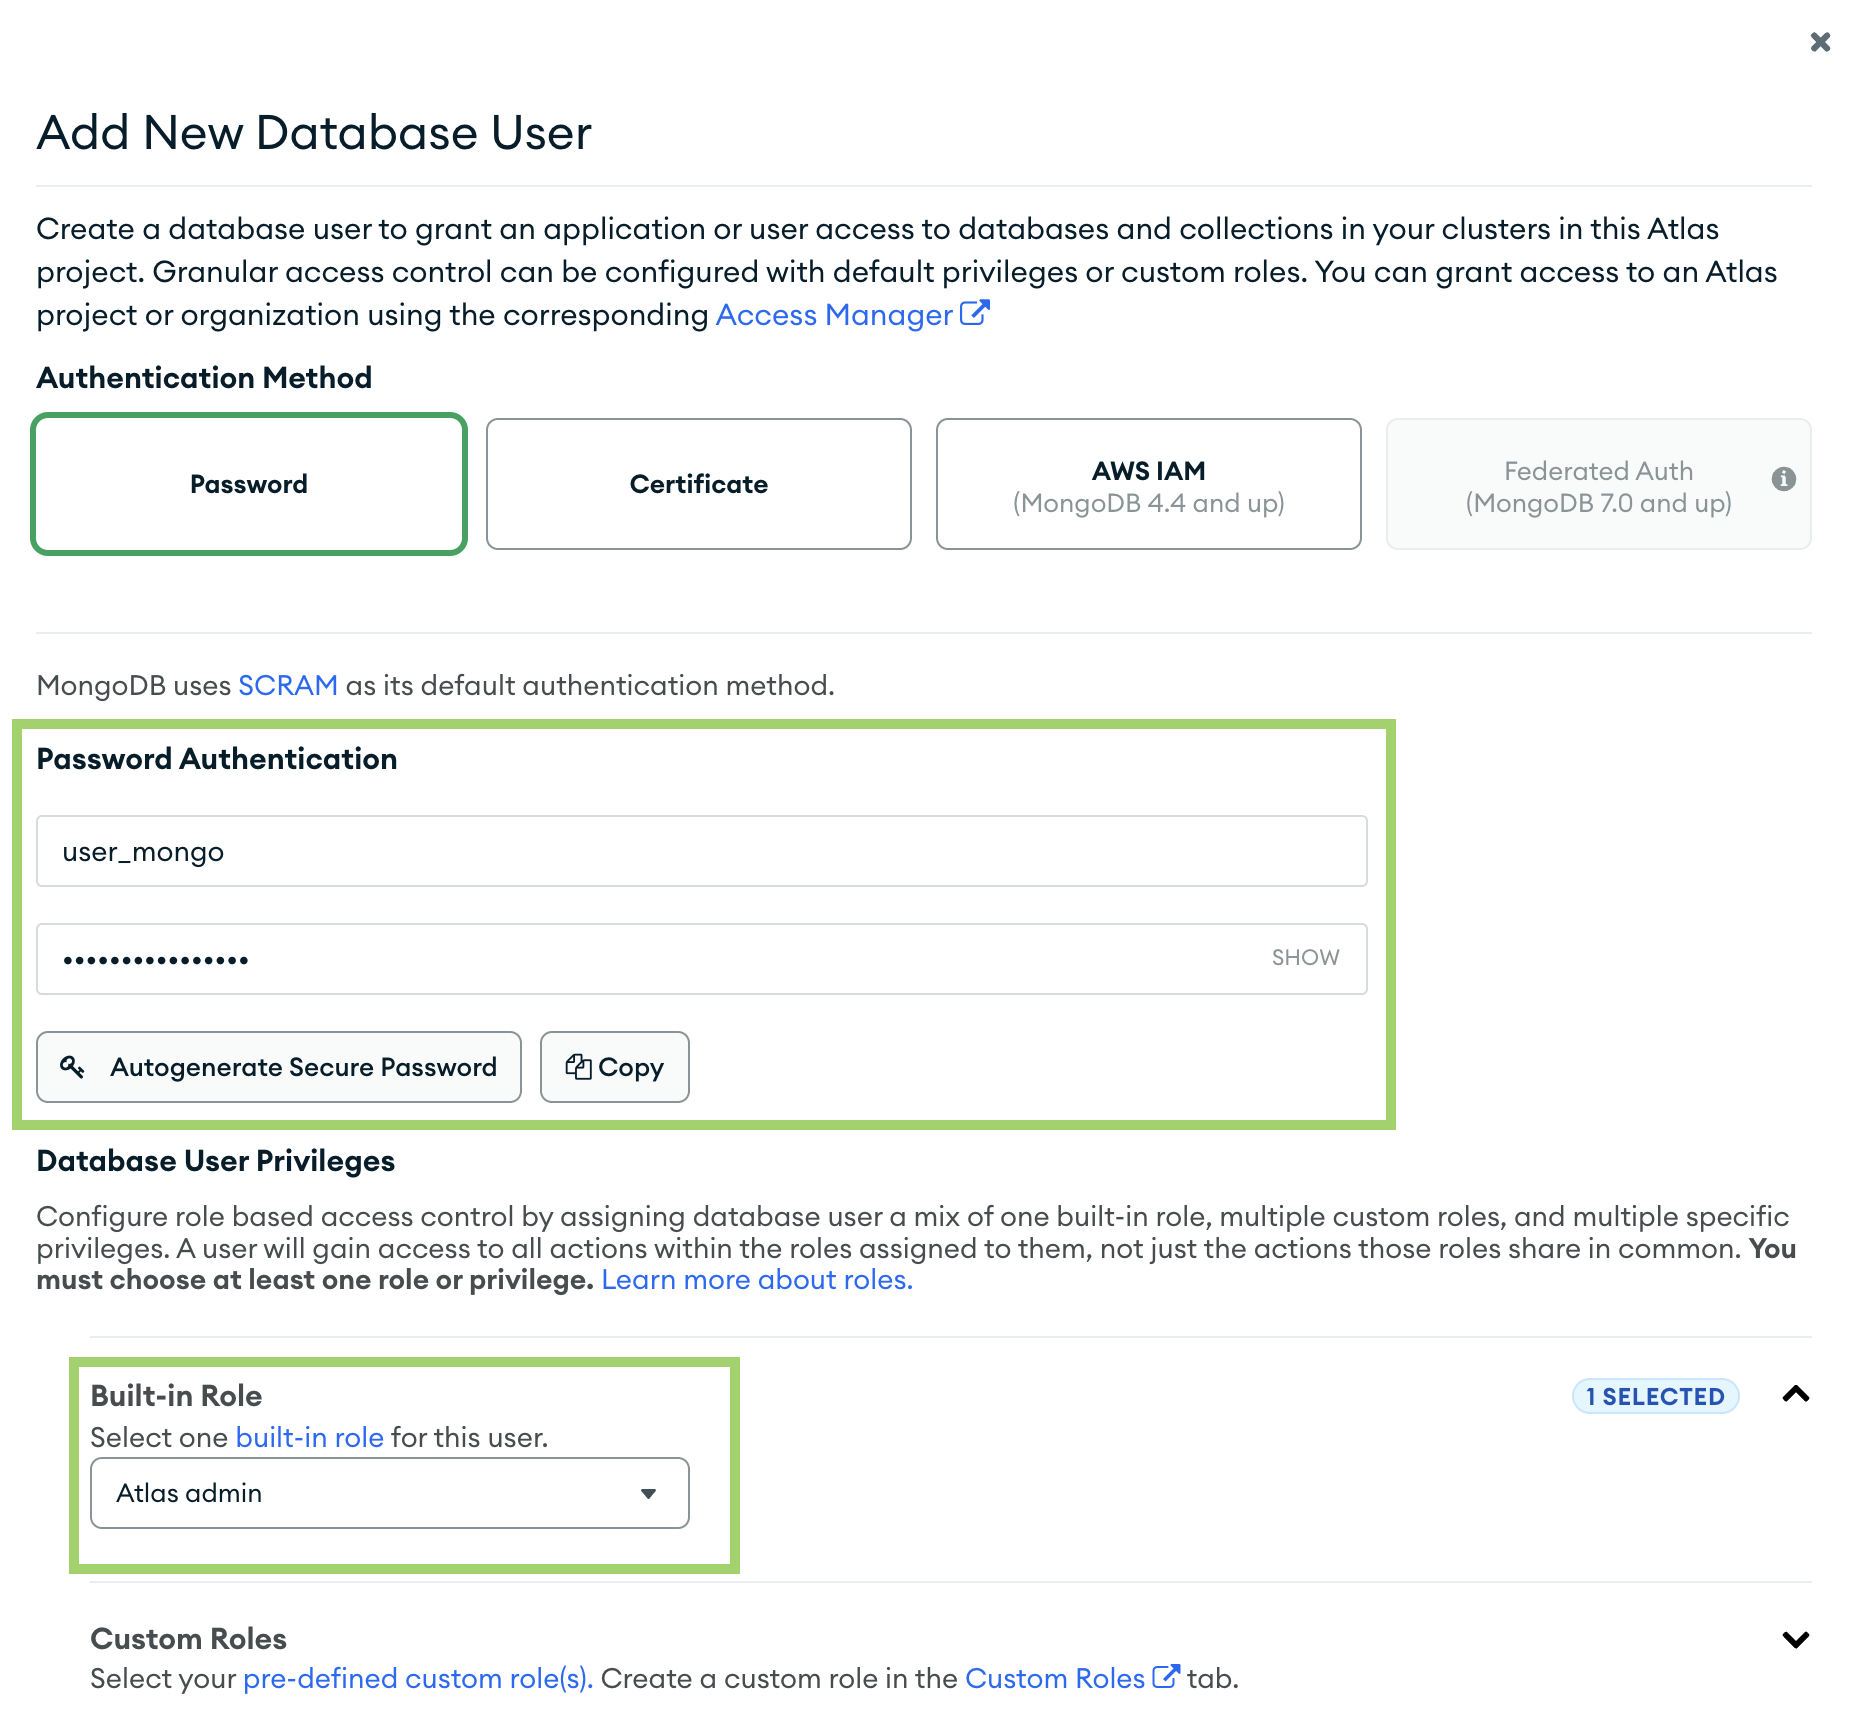 Add New Database User
Create a database user to grant an application or user access to databases and collections in your clusters in this Atlas
project. Granular access control can be configured with default privileges or custom roles. You can grant access to an Atlas
project or organization using the corresponding Access Manager
Authentication Method
Password
Certificate
AWS IAM
(MongoDB 4.4 and up)
Federated Auth
(MongoDB 7.0 and up)
MongoDB uses SCRAM as its default authentication method.
Password Authentication
user_mongo
••••••••••••••••
SHOW
Autogenerate Secure Password
Copy
Database User Privileges
Configure role based access control by assigning database user a mix of one built-in role, multiple custom roles, and multiple specific
privileges. A user will gain access to all actions within the roles assigned to them, not just the actions those roles share in common. You
must choose at least one role or privilege. Learn more about roles.
Built-in Role
1 SELECTED
Select one built-in role for this user.
Atlas admin
Custom Roles
Select your pre-defined custom role(s). Create a custom role in the Custom Roles tab.